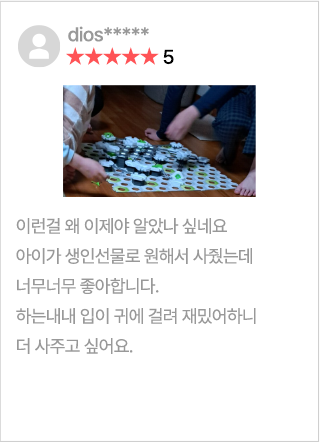 dios*****
★★★★★ 5
이런걸 왜 이제야 알았나 싶네요
아이가 생인선물로 원해서 사줬는데
너무너무 좋아합니다.
하는내내 입이 귀에 걸려 재밌어하니
더 사주고 싶어요.